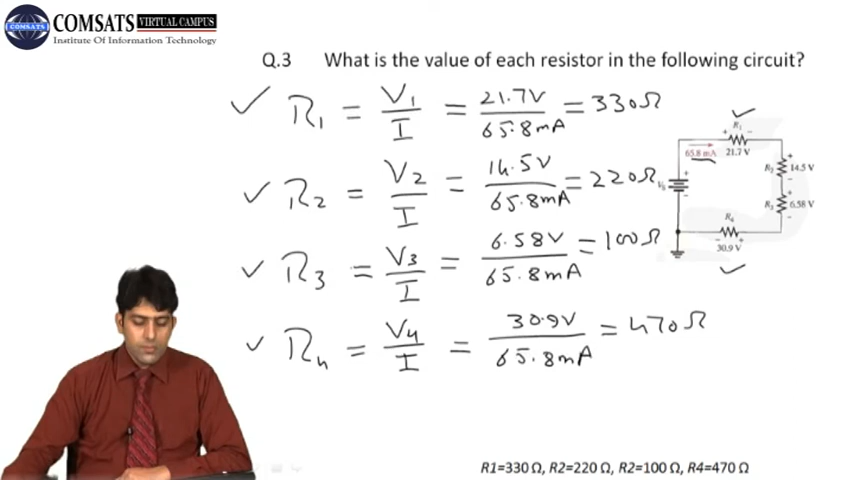 COMSATS VIRTUAL CAMPUS
Institute Of Information Technology
Q.3 What is the value of each resistor in the following circuit?
✓ R1 = V1/I = 21.7V/65.8mA = 330Ω
✓ R2 = V2/I = 14.5V/65.8mA = 220Ω
✓ R3 = V3/I = 6.58V/65.8mA = 100Ω
✓ R4 = V4/I = 30.9V/65.8mA = 470Ω
R1
65.8 mA 21.7 V
R2 14.5 V
R3 6.58 V
R4
30.9 V
R1=330 Ω, R2=220 Ω, R2=100 Ω, R4=470 Ω